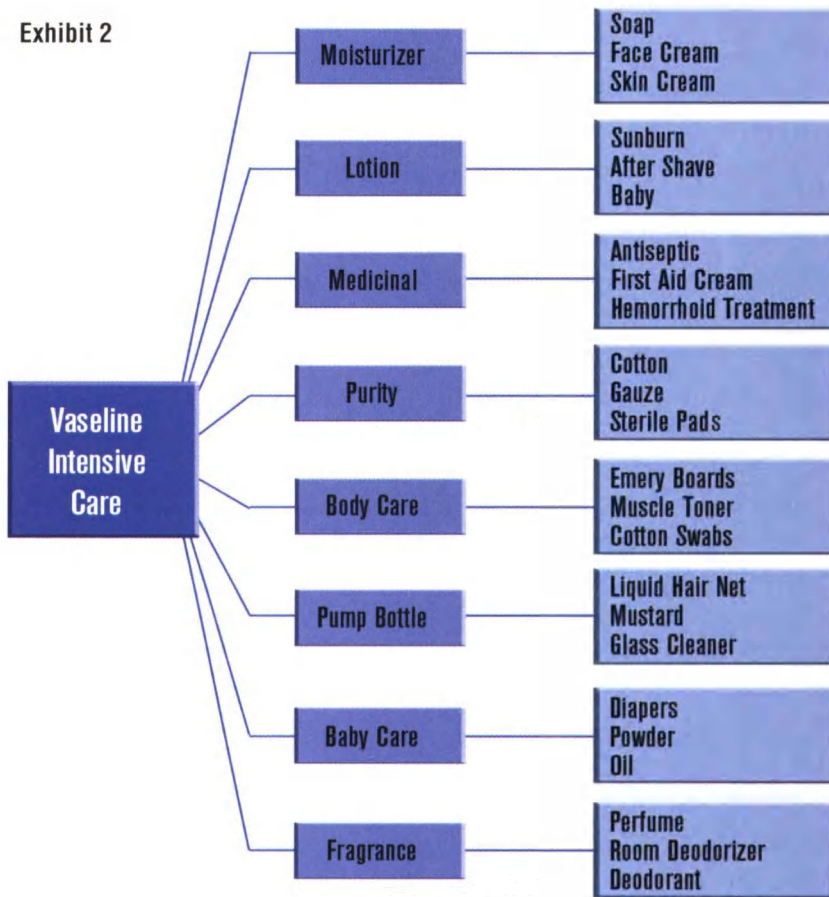 Exhibit 2
Moisturizer
Soap
Face Cream
Skin Cream
Lotion
Sunburn
After Shave
Baby
Medicinal
Antiseptic
First Aid Cream
Hemorrhoid Treatment
Vaseline
Intensive
Care
Purity
Cotton
Gauze
Sterile Pads
Body Care
Emery Boards
Muscle Toner
Cotton Swabs
Pump Bottle
Liquid Hair Net
Mustard
Glass Cleaner
Baby Care
Diapers
Powder
Oil
Fragrance
Perfume
Room Deodorizer
Deodorant